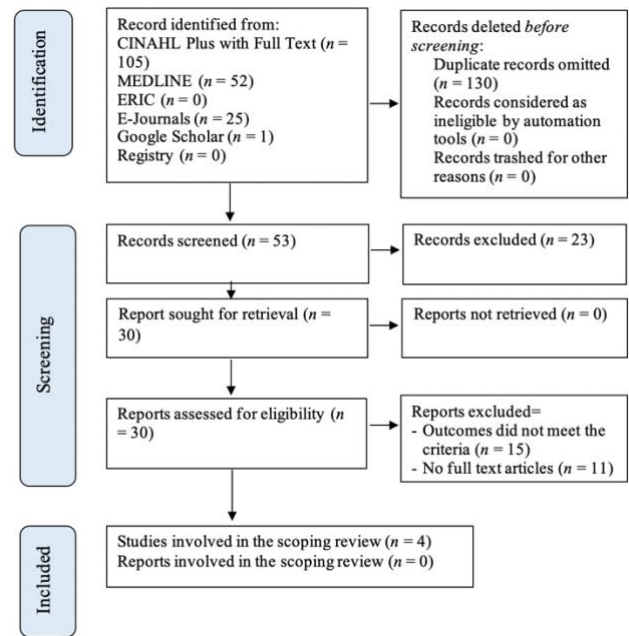 Identification
Record identified from:
CINAHL Plus with Full Text (n =
105)
MEDLINE (n = 52)
ERIC (n = 0)
E-Journals (n = 25)
Google Scholar (n = 1)
Registry (n = 0)
Records deleted before
screening:
Duplicate records omitted
(n = 130)
Records considered as
ineligible by automation
tools (n = 0)
Records trashed for other
reasons (n = 0)
Screening
Records screened (n = 53)
Records excluded (n = 23)
Report sought for retrieval (n =
30)
Reports not retrieved (n = 0)
Reports assessed for eligibility (n
= 30)
Reports excluded=
- Outcomes did not meet the
criteria (n = 15)
- No full text articles (n = 11)
Included
Studies involved in the scoping review (n = 4)
Reports involved in the scoping review (n = 0)